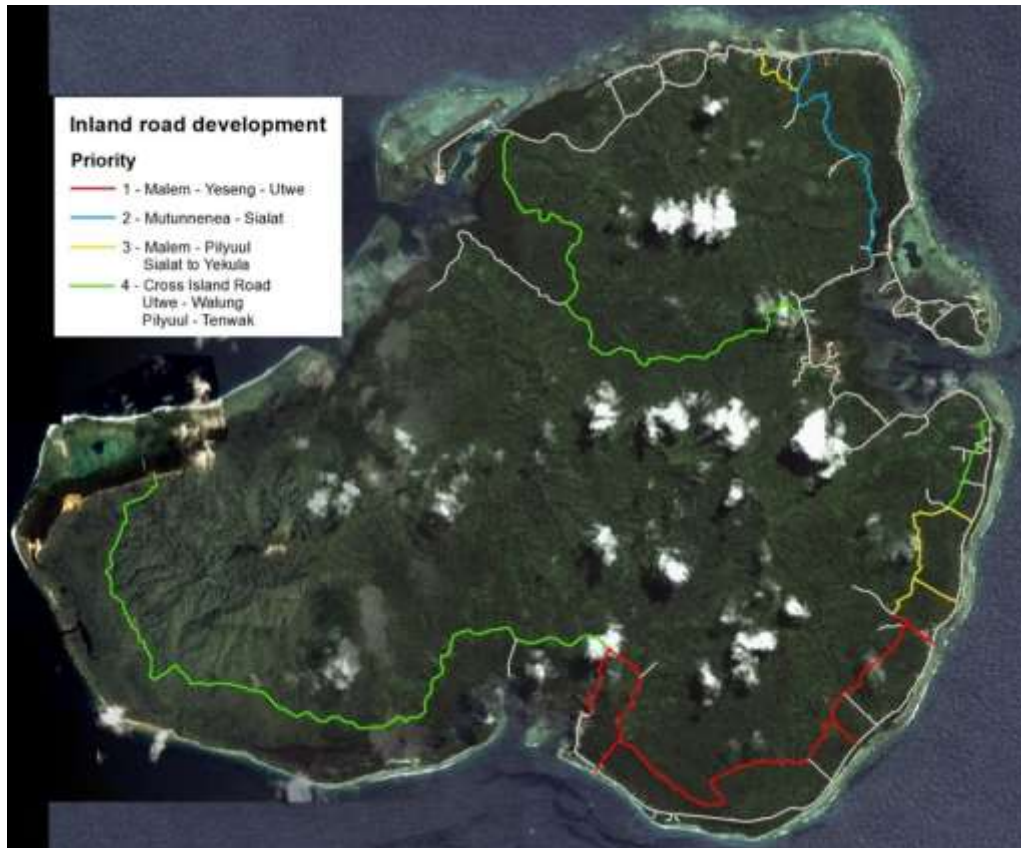 Inland road development
Priority
1 - Malem - Yeseng - Utwe
2 - Mutunnenea - Sialat
3 - Malem - Pilyuul
Sialat to Yekula
4 - Cross Island Road
Utwe - Walung
Pilyuul - Tenwak